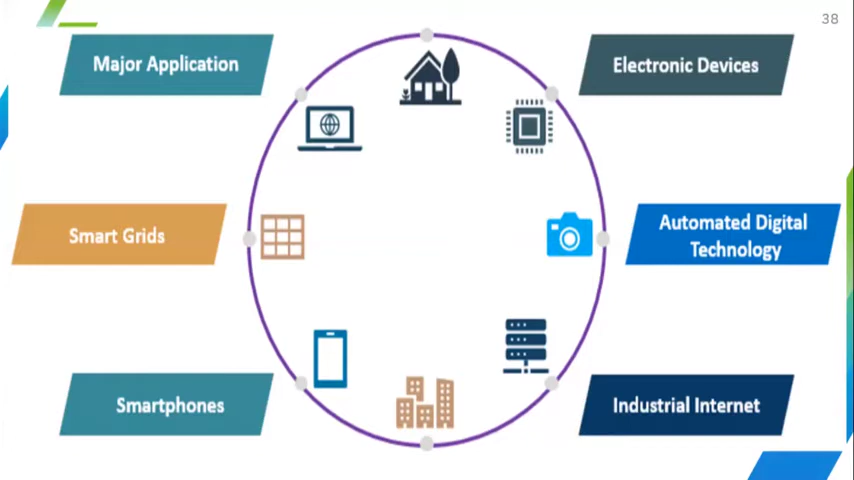 38
Major Application
Electronic Devices
Smart Grids
Automated Digital
Technology
Smartphones
Industrial Internet